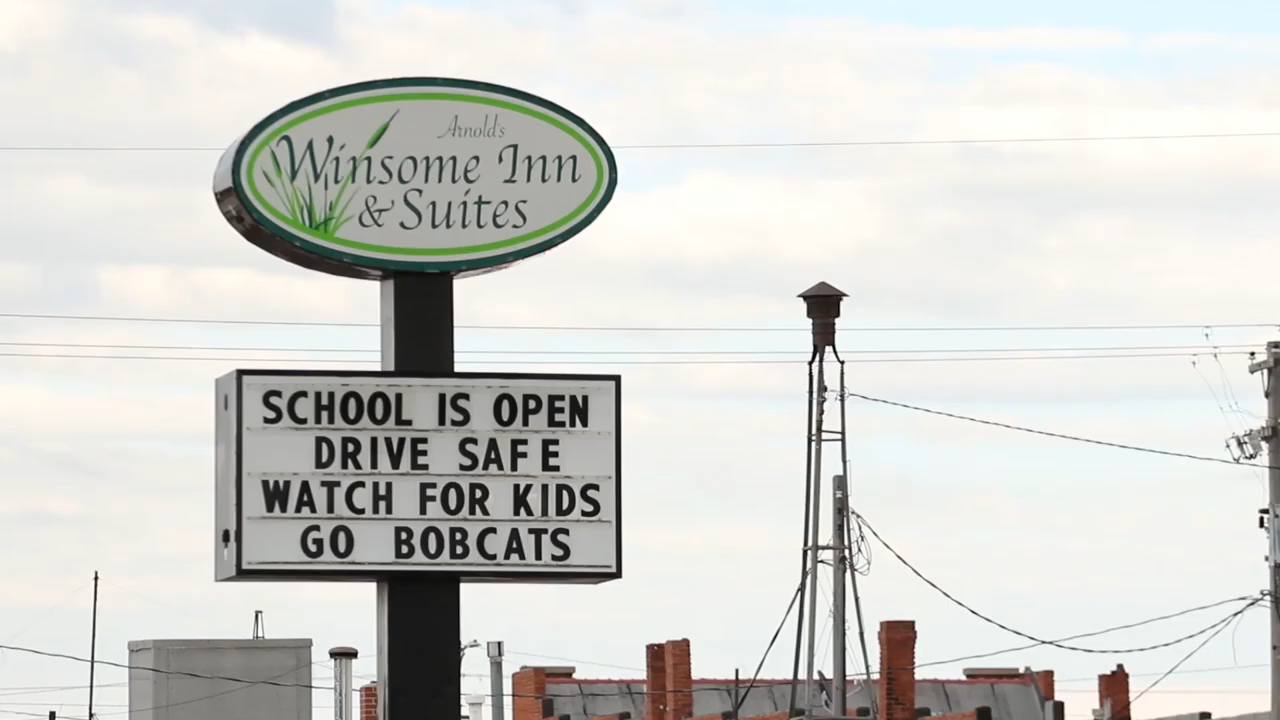 Arnold's
Winsome Inn
& Suites
SCHOOL IS OPEN
DRIVE SAFE
WATCH FOR KIDS
GO BOBCATS